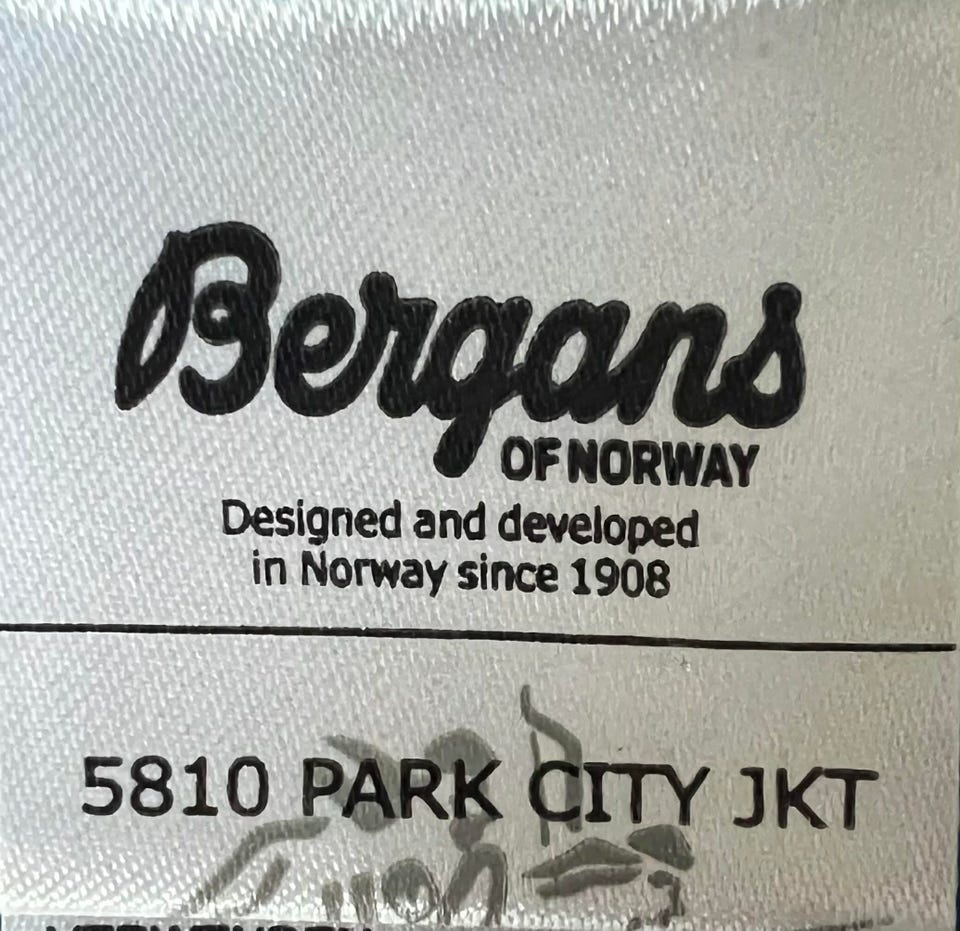 Bergans
OF NORWAY
Designed and developed
in Norway since 1908
5810 PARK CITY JKT